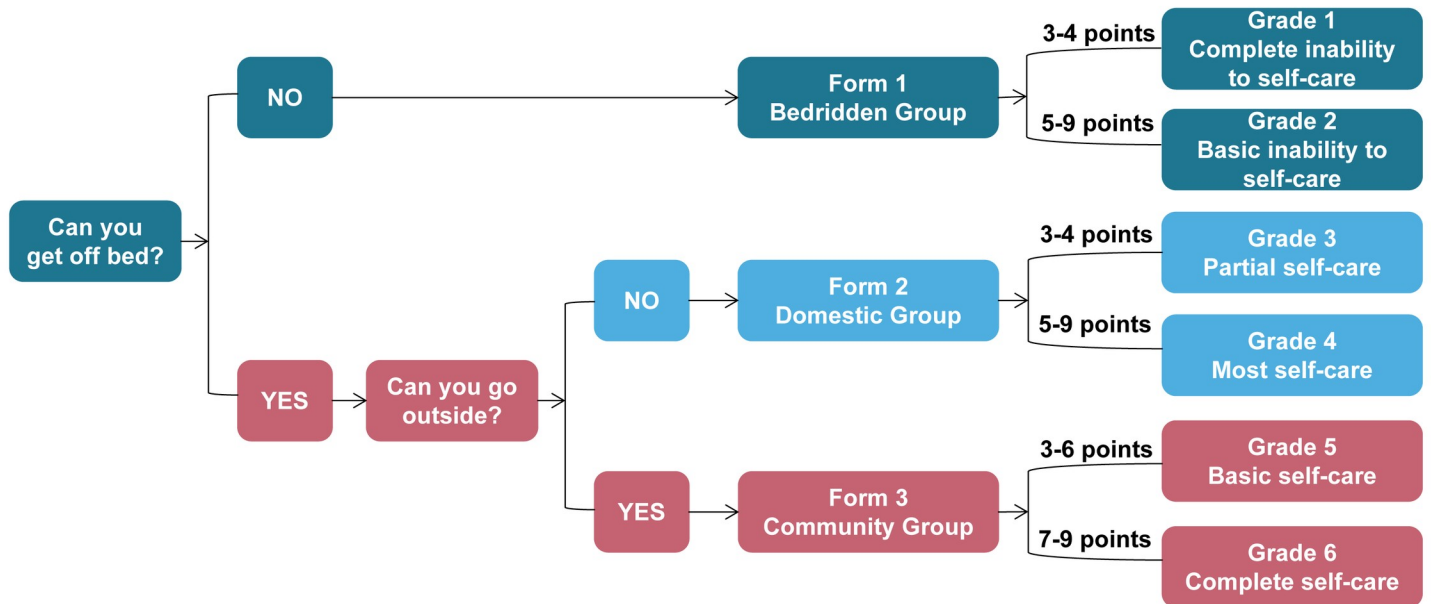 Can you
get off bed?
NO
Form 1
Bedridden Group
3-4 points
Grade 1
Complete inability
to self-care
5-9 points
Grade 2
Basic inability to
self-care
YES
Can you go
outside?
NO
Form 2
Domestic Group
3-4 points
Grade 3
Partial self-care
5-9 points
Grade 4
Most self-care
YES
Form 3
Community Group
3-6 points
Grade 5
Basic self-care
7-9 points
Grade 6
Complete self-care